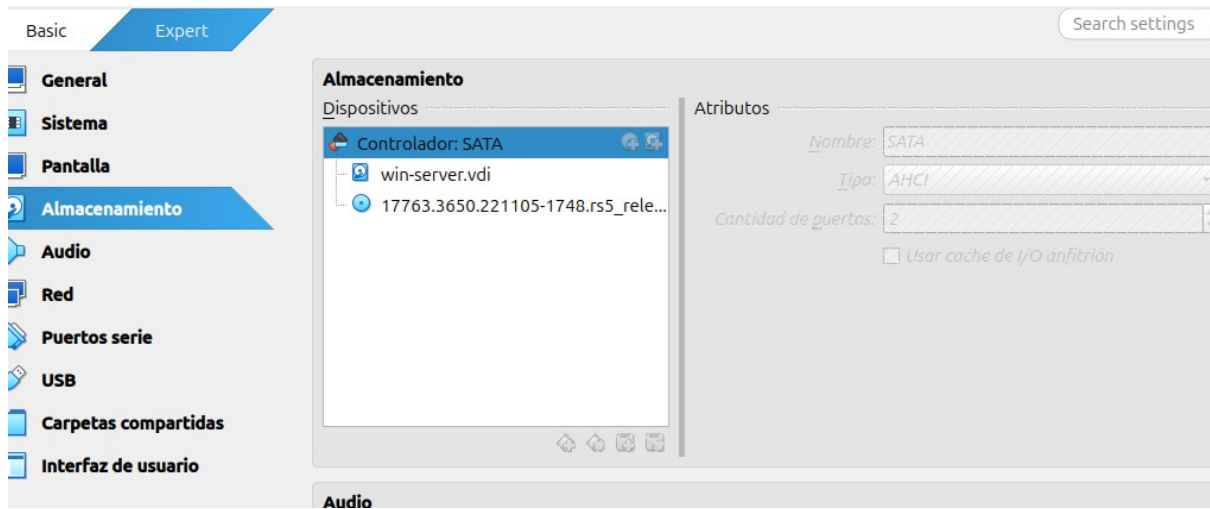 Basic
Expert
Search settings
General
Sistema
Pantalla
Almacenamiento
Audio
Red
Puertos serie
USB
Carpetas compartidas
Interfaz de usuario
Almacenamiento
Dispositivos
Controlador: SATA
win-server.vdi
17763.3650.221105-1748.rs5_rele...
Atributos
Nombre: SATA
Tipo: AHCI
Cantidad de puertos: 2
Usar cache de I/O anfitrión
Audio